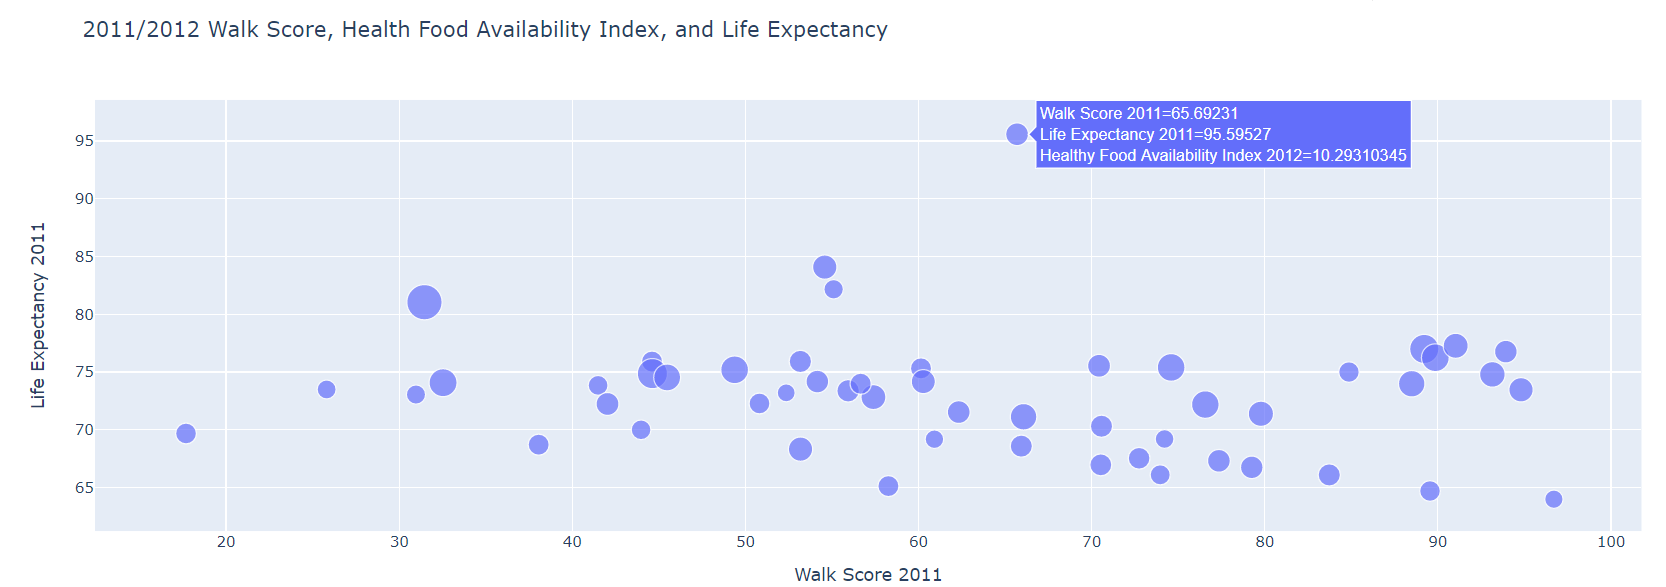 2011/2012 Walk Score, Health Food Availability Index, and Life Expectancy
Walk Score 2011=65.69231
Life Expectancy 2011=95.59527
Healthy Food Availability Index 2012=10.29310345
95
90
85
80
75
70
65
Life Expectancy 2011
20 30 40 50 60 70 80 90 100
Walk Score 2011